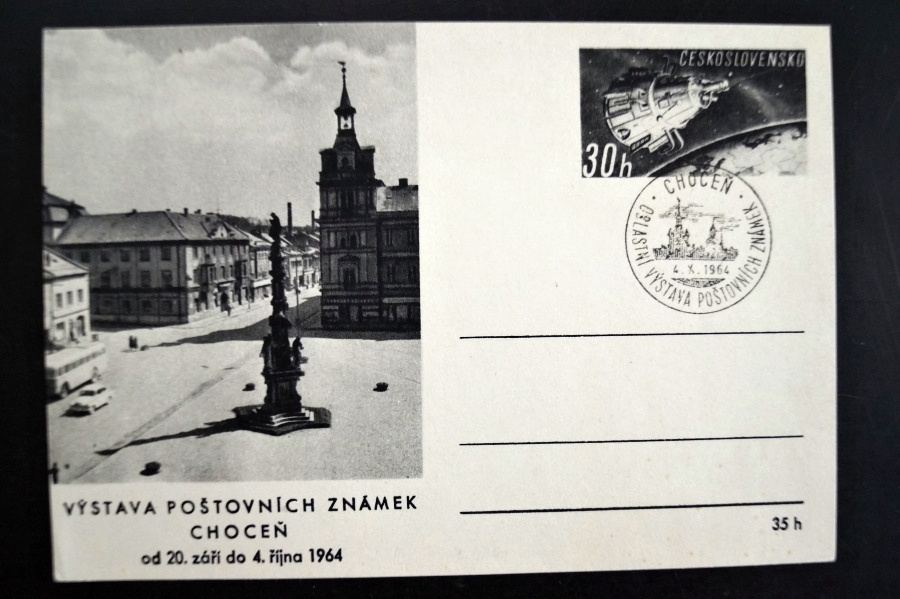 ČESKOSLOVENSKO
30h
• CHOCEŇ •
OBLASTNÍ VÝSTAVA POŠTOVNÍCH ZNÁMEK
4. X. 1964
VÝSTAVA POŠTOVNÍCH ZNÁMEK
CHOCEŇ
od 20. září do 4. října 1964
35 h